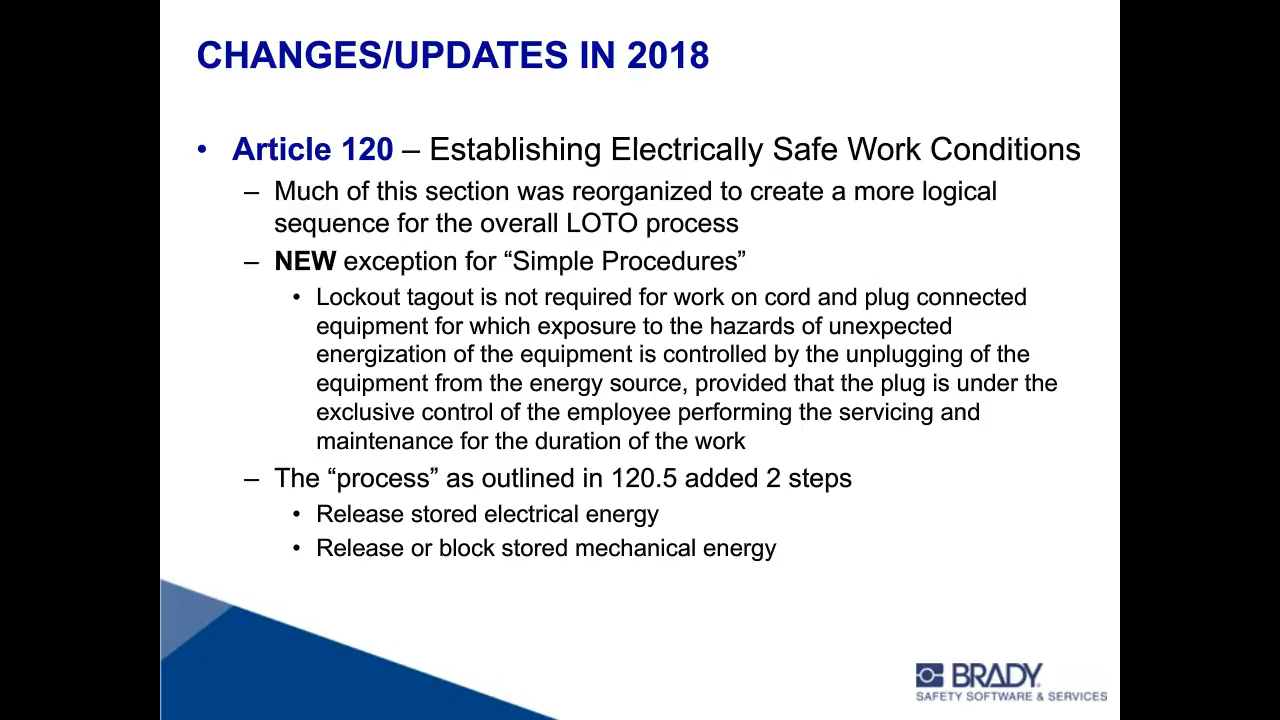 CHANGES/UPDATES IN 2018
• Article 120 – Establishing Electrically Safe Work Conditions
– Much of this section was reorganized to create a more logical
sequence for the overall LOTO process
– NEW exception for “Simple Procedures”
• Lockout tagout is not required for work on cord and plug connected
equipment for which exposure to the hazards of unexpected
energization of the equipment is controlled by the unplugging of the
equipment from the energy source, provided that the plug is under the
exclusive control of the employee performing the servicing and
maintenance for the duration of the work
– The “process” as outlined in 120.5 added 2 steps
• Release stored electrical energy
• Release or block stored mechanical energy
BRADY
SAFETY SOFTWARE & SERVICES